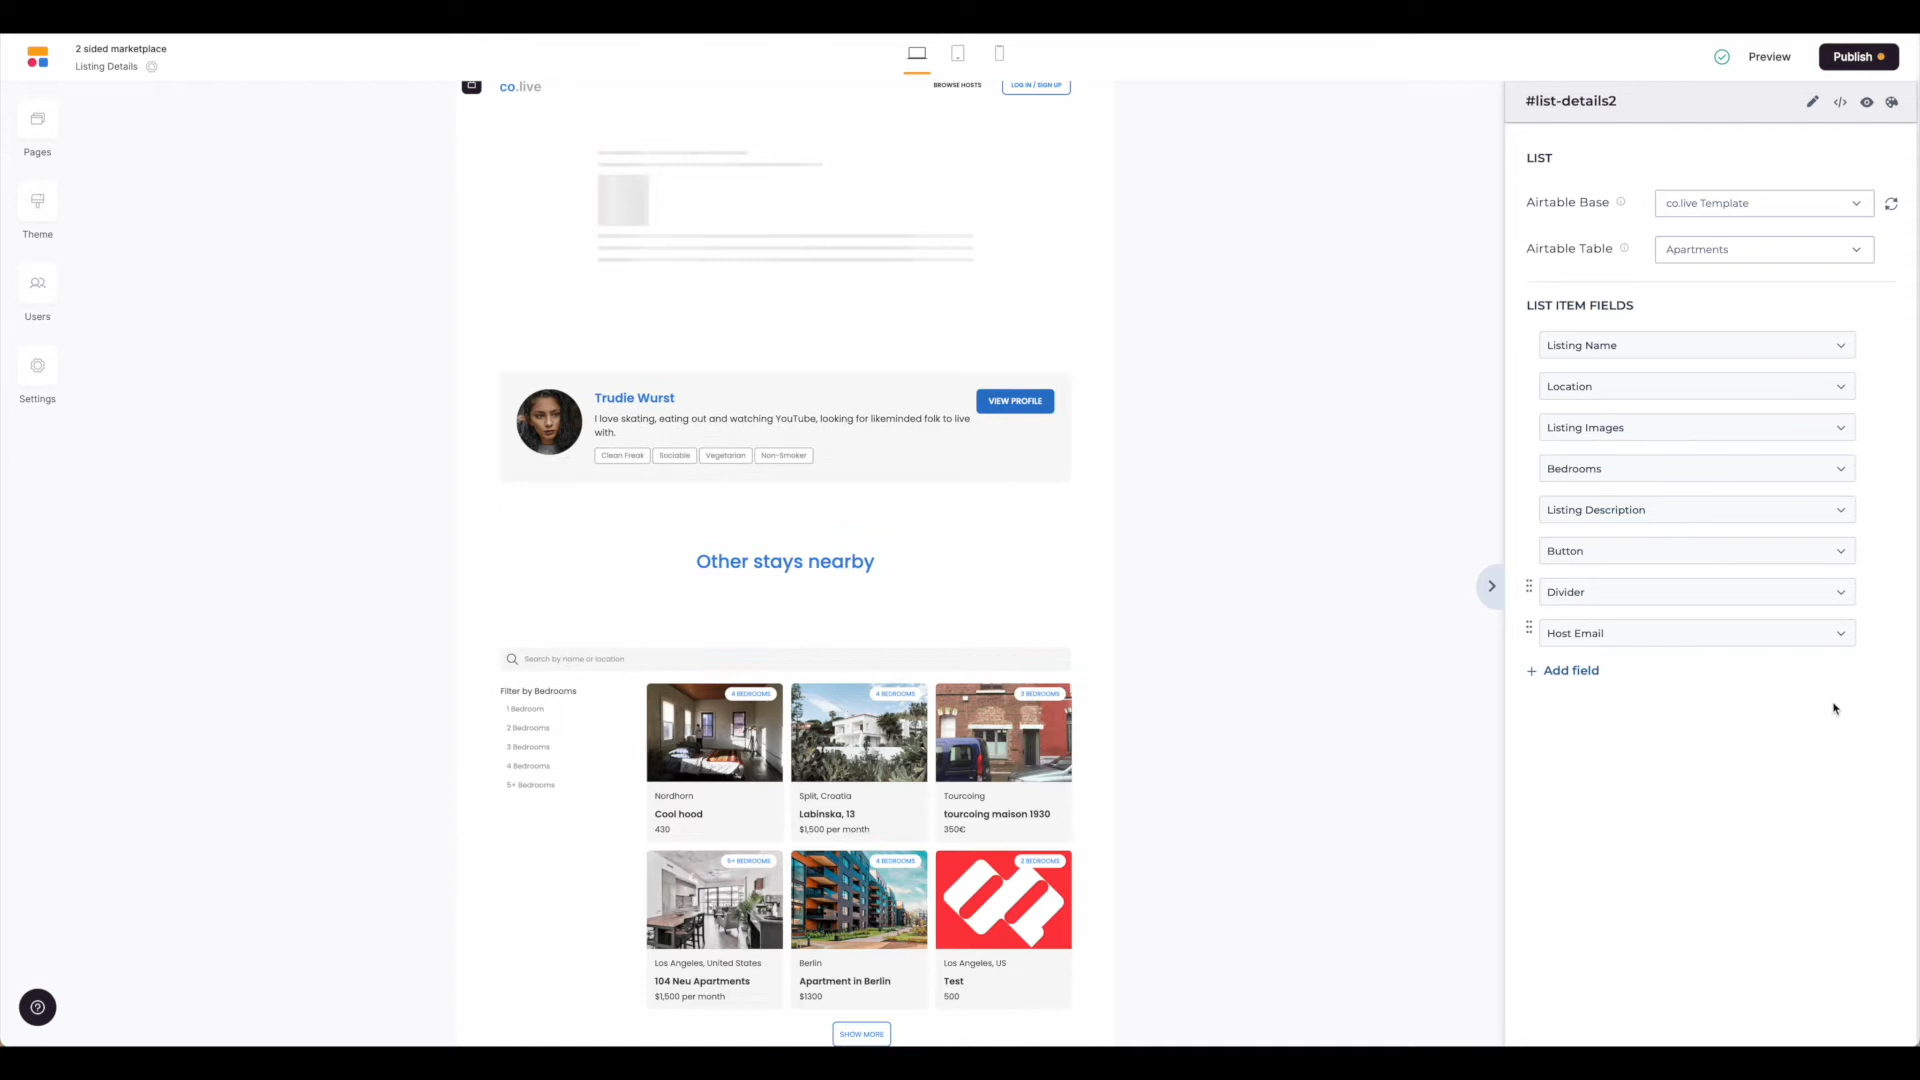 2 sided marketplace
Listing Details
Preview
Publish
Pages
Theme
Users
Settings
co.live
BROWSE HOSTS
LOG IN / SIGN UP
Trudie Wurst
VIEW PROFILE
I love skating, eating out and watching YouTube, looking for likeminded folk to live
with.
Clean Freak
Sociable
Vegetarian
Non-Smoker
Other stays nearby
Search by name or location
Filter by Bedrooms
1 Bedroom
2 Bedrooms
3 Bedrooms
4 Bedrooms
5+ Bedrooms
4 BEDROOMS
Nordhorn
Cool hood
430
4 BEDROOMS
Split, Croatia
Labinska, 13
$1,500 per month
3 BEDROOMS
Tourcoing
tourcoing maison 1930
350€
5+ BEDROOMS
Los Angeles, United States
104 Neu Apartments
$1,500 per month
4 BEDROOMS
Berlin
Apartment in Berlin
$1300
2 BEDROOMS
Los Angeles, US
Test
500
SHOW MORE
#list-details2
LIST
Airtable Base
co.live Template
Airtable Table
Apartments
LIST ITEM FIELDS
Listing Name
Location
Listing Images
Bedrooms
Listing Description
Button
Divider
Host Email
+ Add field